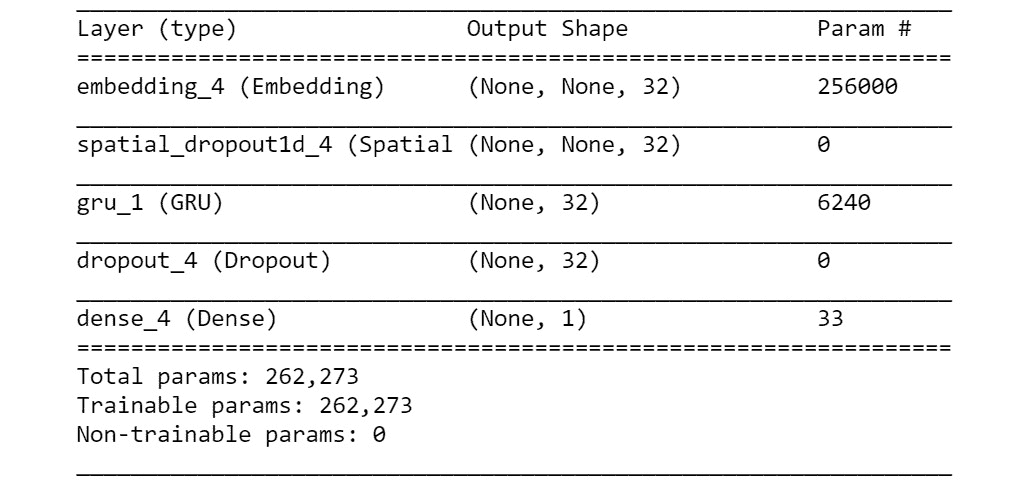 Layer (type) Output Shape Param #
=================================================================
embedding_4 (Embedding) (None, None, 32) 256000
spatial_dropout1d_4 (Spatial (None, None, 32) 0
gru_1 (GRU) (None, 32) 6240
dropout_4 (Dropout) (None, 32) 0
dense_4 (Dense) (None, 1) 33
=================================================================
Total params: 262,273
Trainable params: 262,273
Non-trainable params: 0